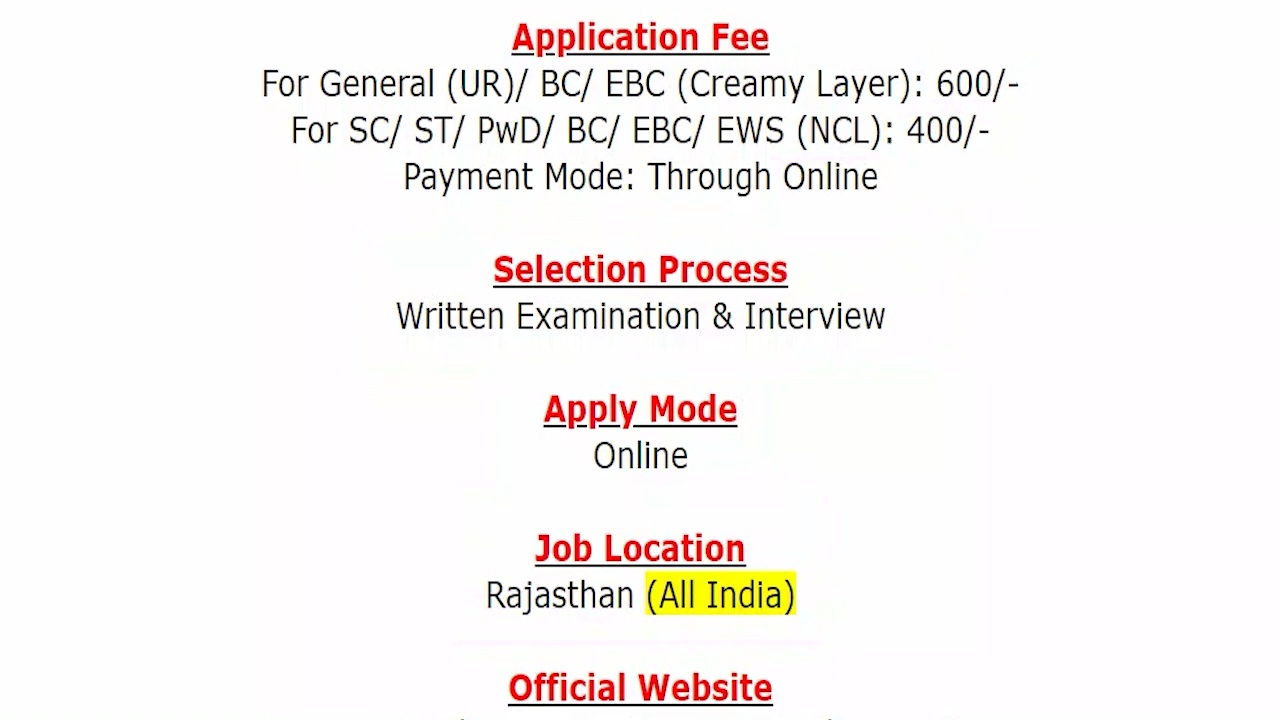 Application Fee
For General (UR)/ BC/ EBC (Creamy Layer): 600/-
For SC/ ST/ PwD/ BC/ EBC/ EWS (NCL): 400/-
Payment Mode: Through Online
Selection Process
Written Examination & Interview
Apply Mode
Online
Job Location
Rajasthan (All India)
Official Website